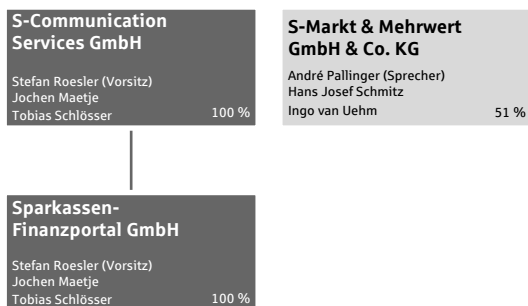 S-Communication
Services GmbH
Stefan Roesler (Vorsitz)
Jochen Maetje
Tobias Schlösser 100 %
S-Markt & Mehrwert
GmbH & Co. KG
André Pallinger (Sprecher)
Hans Josef Schmitz
Ingo van Uehm 51 %
Sparkassen-
Finanzportal GmbH
Stefan Roesler (Vorsitz)
Jochen Maetje
Tobias Schlösser 100 %